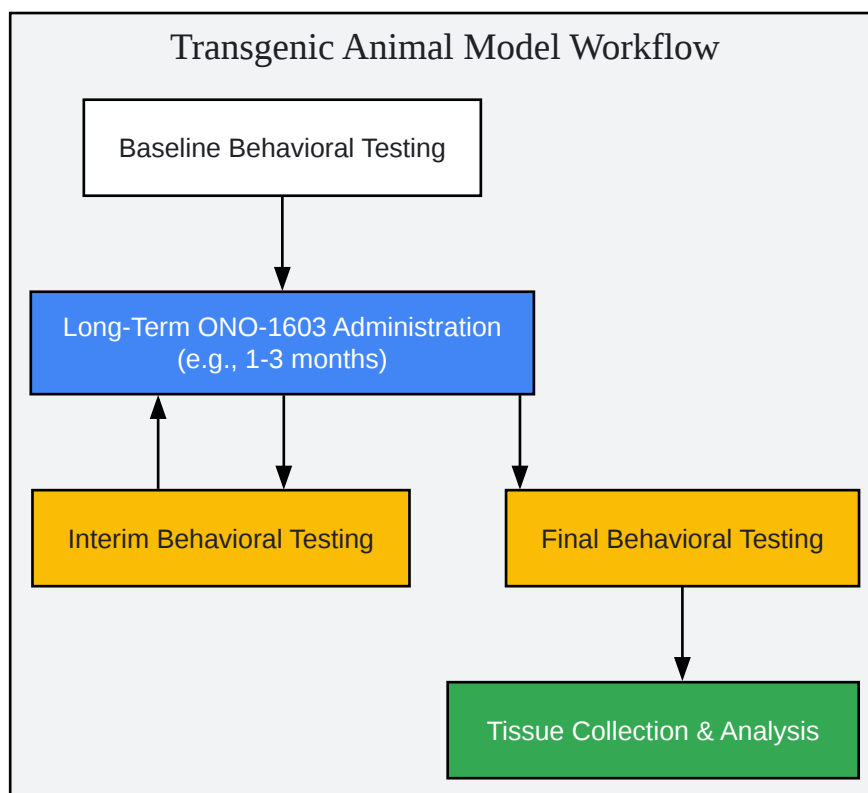 Transgenic Animal Model Workflow
Baseline Behavioral Testing
Long-Term ONO-1603 Administration
(e.g., 1-3 months)
Interim Behavioral Testing
Final Behavioral Testing
Tissue Collection & Analysis